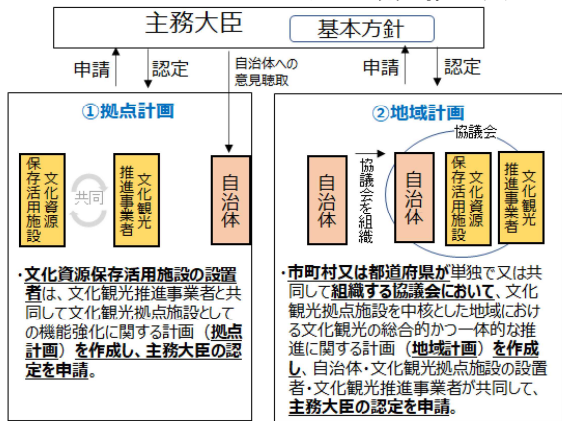 主務大臣
基本方針
申請
認定
自治体への
意見聴取
申請
認定
①拠点計画
文化資源
保存活用施設
共同
文化観光
推進事業者
自治体
・文化資源保存活用施設の設置
者は、文化観光推進事業者と共
同して文化観光拠点施設として
の機能強化に関する計画（拠点
計画）を作成し、主務大臣の認
定を申請。
②地域計画
協議会
自治体
協議会を
組織
自治体
文化資源
保存活用施設
文化観光
推進事業者
・市町村又は都道府県が単独で又は共
同して組織する協議会において、文化
観光拠点施設を中核とした地域におけ
る文化観光の総合的かつ一体的な推
進に関する計画（地域計画）を作成
し、自治体・文化観光拠点施設の設置
者・文化観光推進事業者が共同して、
主務大臣の認定を申請。